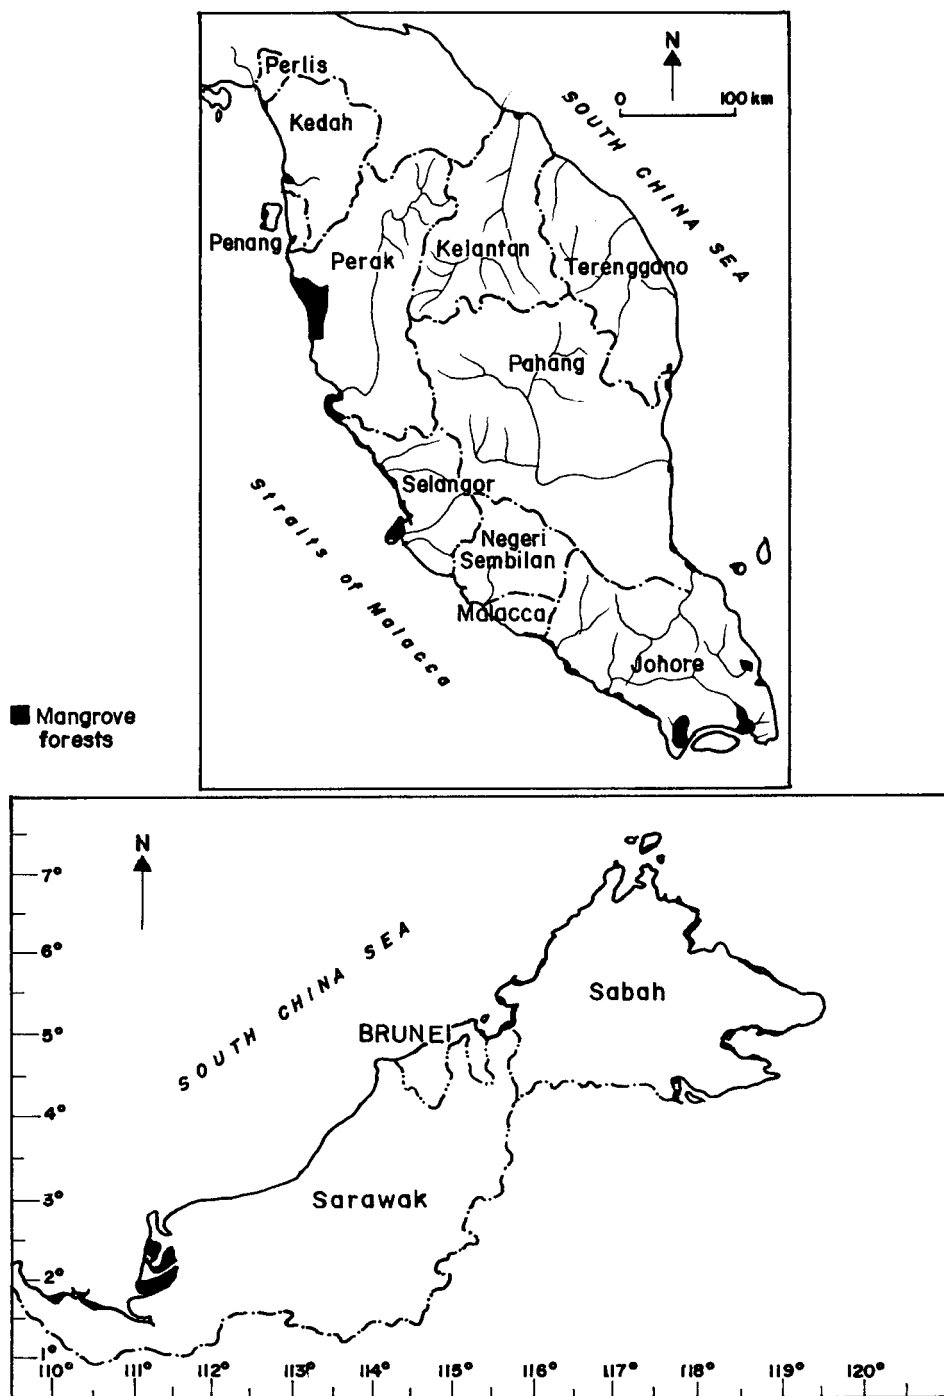 N
0 100 km
SOUTH CHINA SEA
Perlis
Kedah
Penang
Perak
Kelantan
Terenggano
Pahang
Selangor
Negeri
Sembilan
Malacca
Johore
Straits of Malacca
Mangrove
forests
N
7°
6°
5°
4°
3°
2°
1°
SOUTH CHINA SEA
BRUNEI
Sabah
Sarawak
110° 111° 112° 113° 114° 115° 116° 117° 118° 119° 120°